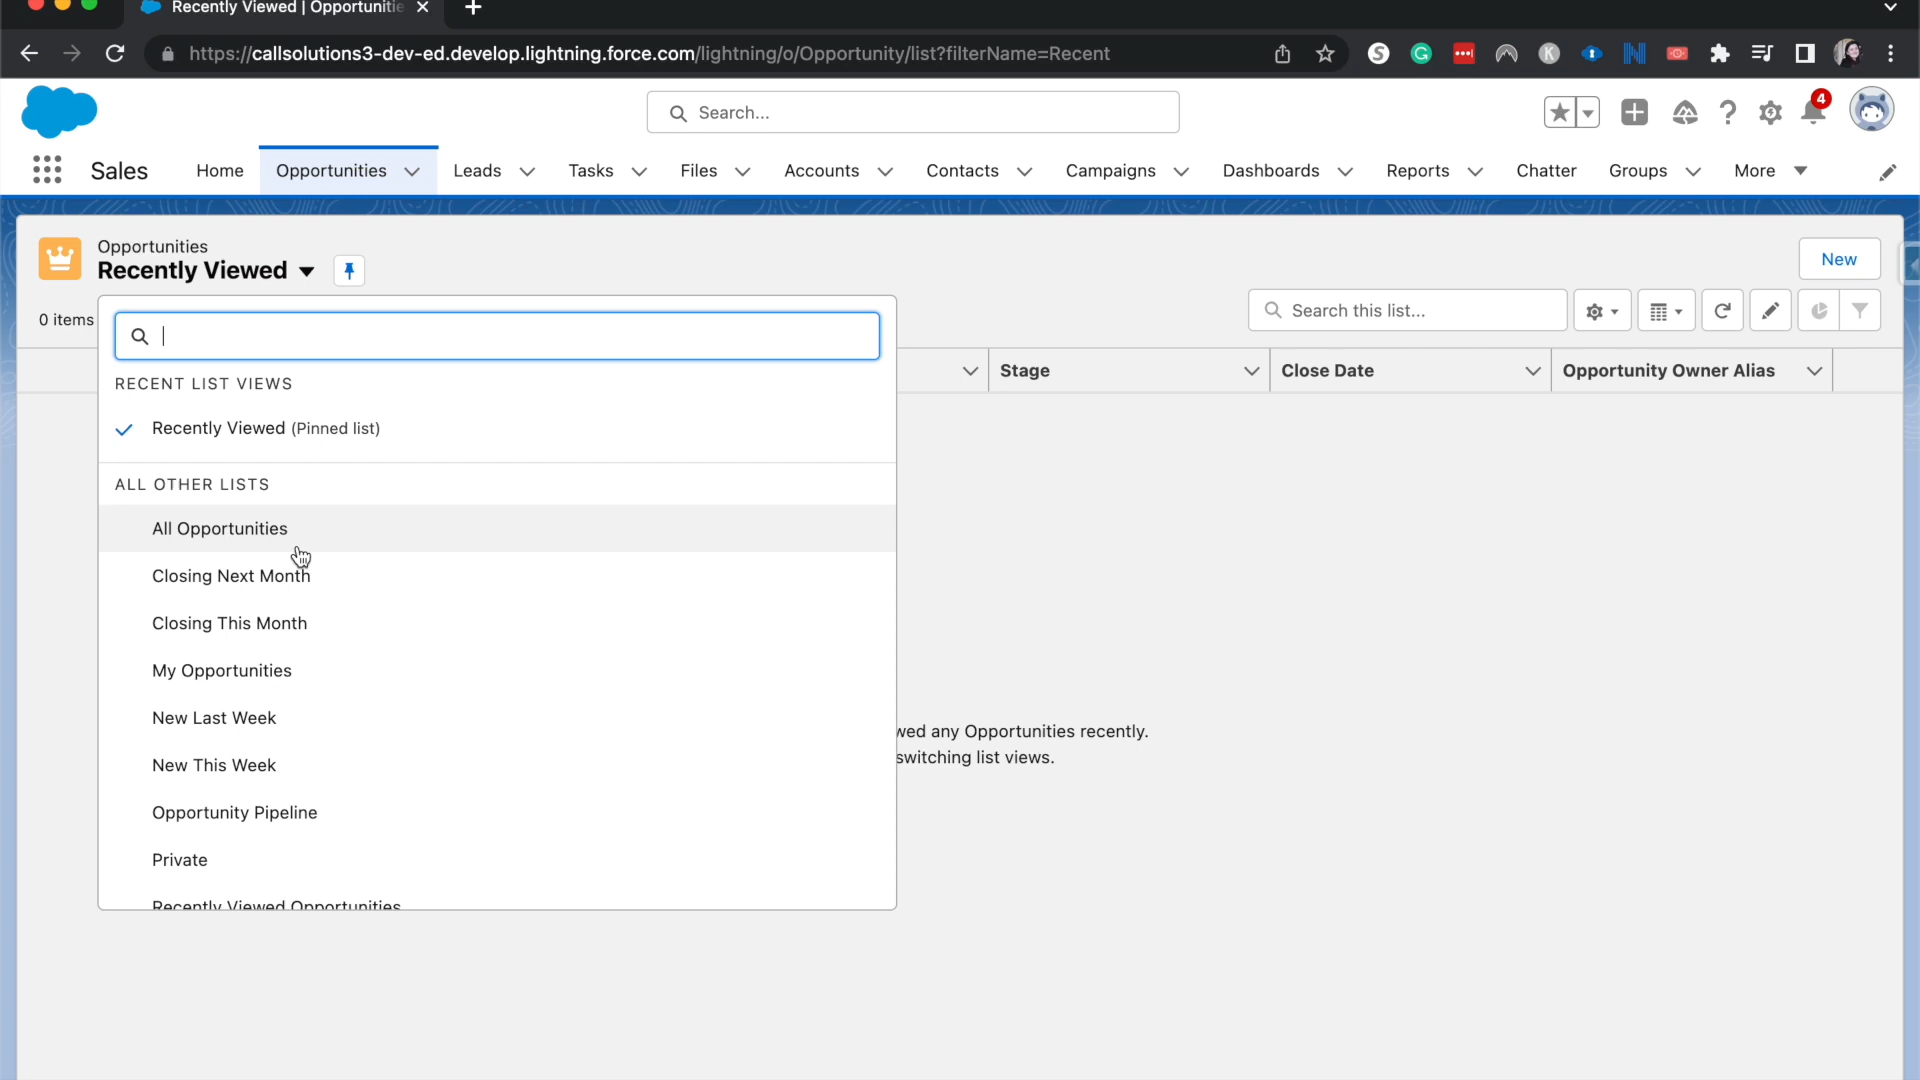 Recently Viewed | Opportunitie
https://callsolutions3-dev-ed.develop.lightning.force.com/lightning/o/Opportunity/list?filterName=Recent
Search...
4
Sales
Home
Opportunities
Leads
Tasks
Files
Accounts
Contacts
Campaigns
Dashboards
Reports
Chatter
Groups
More
Opportunities
Recently Viewed
New
0 items
Search this list...
RECENT LIST VIEWS
Stage
Close Date
Opportunity Owner Alias
Recently Viewed (Pinned list)
ALL OTHER LISTS
All Opportunities
Closing Next Month
Closing This Month
My Opportunities
New Last Week
wed any Opportunities recently.
switching list views.
New This Week
Opportunity Pipeline
Private
Recently Viewed Opportunities